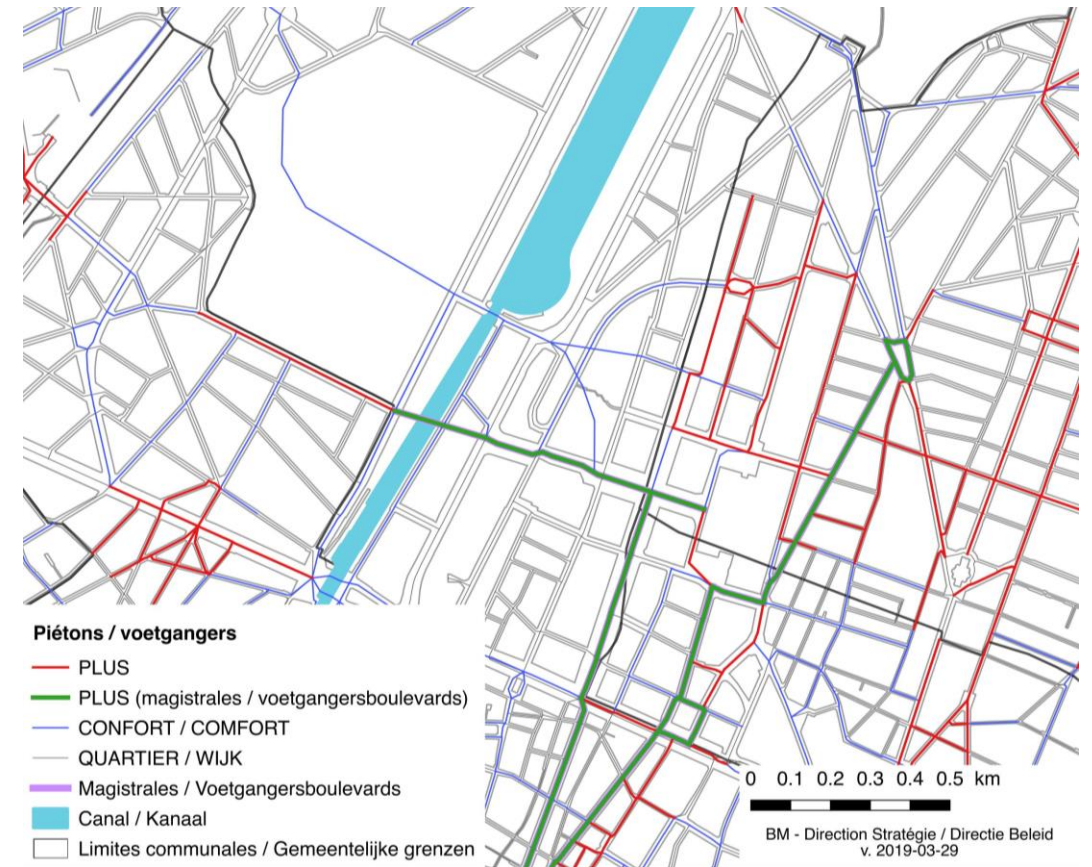 Piétons / voetgangers
PLUS
PLUS (magistrales / voetgangersboulevards)
CONFORT / COMFORT
QUARTIER / WIJK
Magistrales / Voetgangersboulevards
Canal / Kanaal
Limites communales / Gemeentelijke grenzen
0 0.1 0.2 0.3 0.4 0.5 km
BM - Direction Stratégie / Directie Beleid
v. 2019-03-29